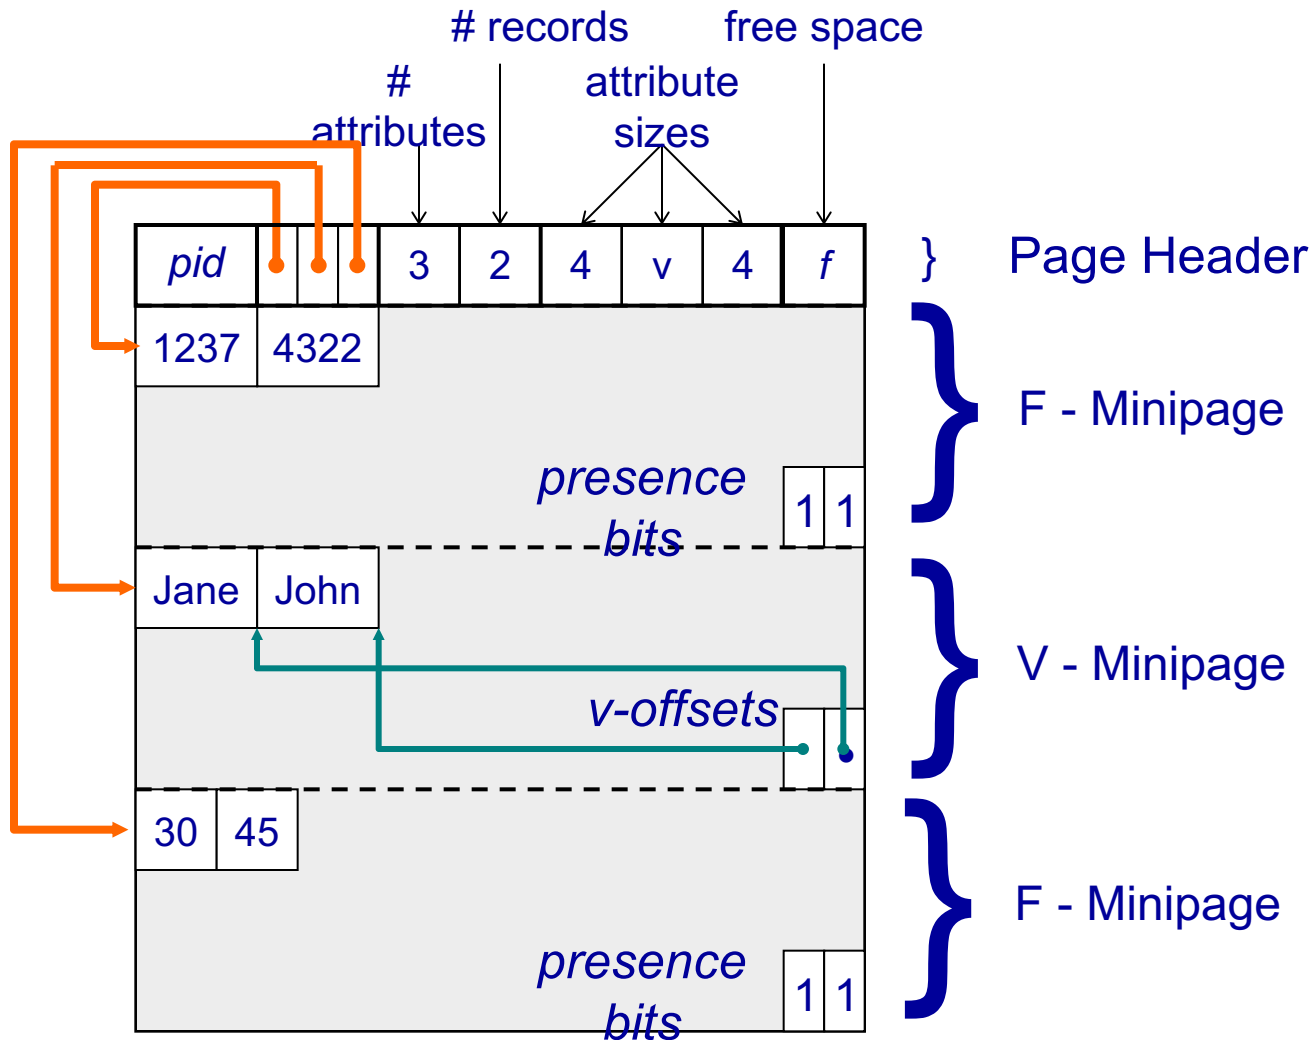 # records
free space
#
attributes
attribute
sizes
pid
3
2
4
v
4
f
} Page Header
1237
4322
} F - Minipage
presence
bits
1
1
Jane
John
} V - Minipage
v-offsets
30
45
} F - Minipage
presence
bits
1
1